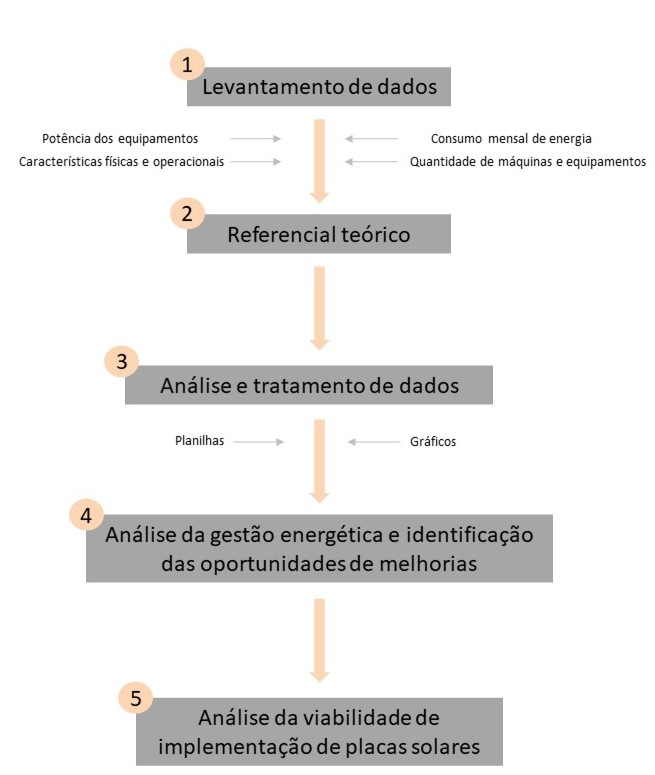 1
Levantamento de dados
Potência dos equipamentos
Consumo mensal de energia
Características físicas e operacionais
Quantidade de máquinas e equipamentos
2
Referencial teórico
3
Análise e tratamento de dados
Planilhas
Gráficos
4
Análise da gestão energética e identificação
das oportunidades de melhorias
5
Análise da viabilidade de
implementação de placas solares